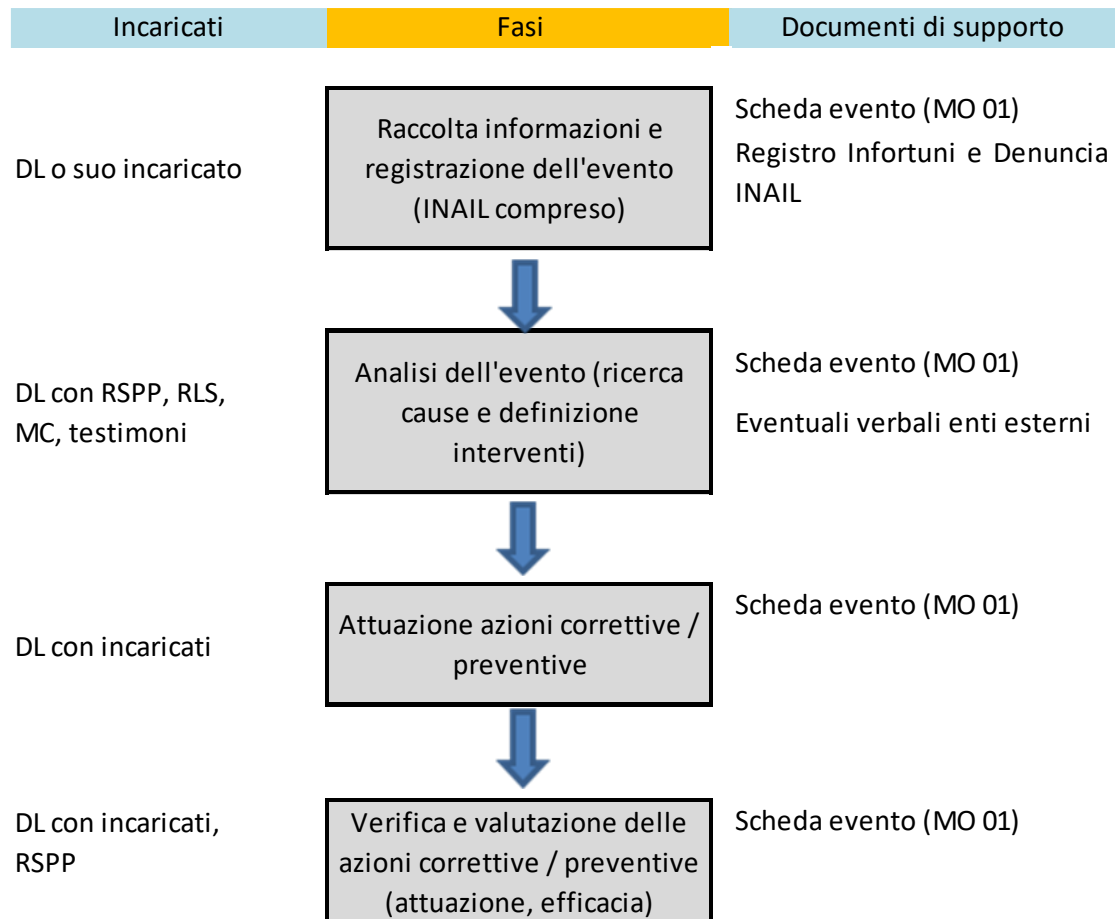 Incaricati
Fasi
Documenti di supporto
DL o suo incaricato
Raccolta informazioni e
registrazione dell'evento
(INAIL compreso)
Scheda evento (MO 01)
Registro Infortuni e Denuncia
INAIL
DL con RSPP, RLS,
MC, testimoni
Analisi dell'evento (ricerca
cause e definizione
interventi)
Scheda evento (MO 01)
Eventuali verbali enti esterni
DL con incaricati
Attuazione azioni correttive /
preventive
Scheda evento (MO 01)
DL con incaricati,
RSPP
Verifica e valutazione delle
azioni correttive / preventive
(attuazione, efficacia)
Scheda evento (MO 01)